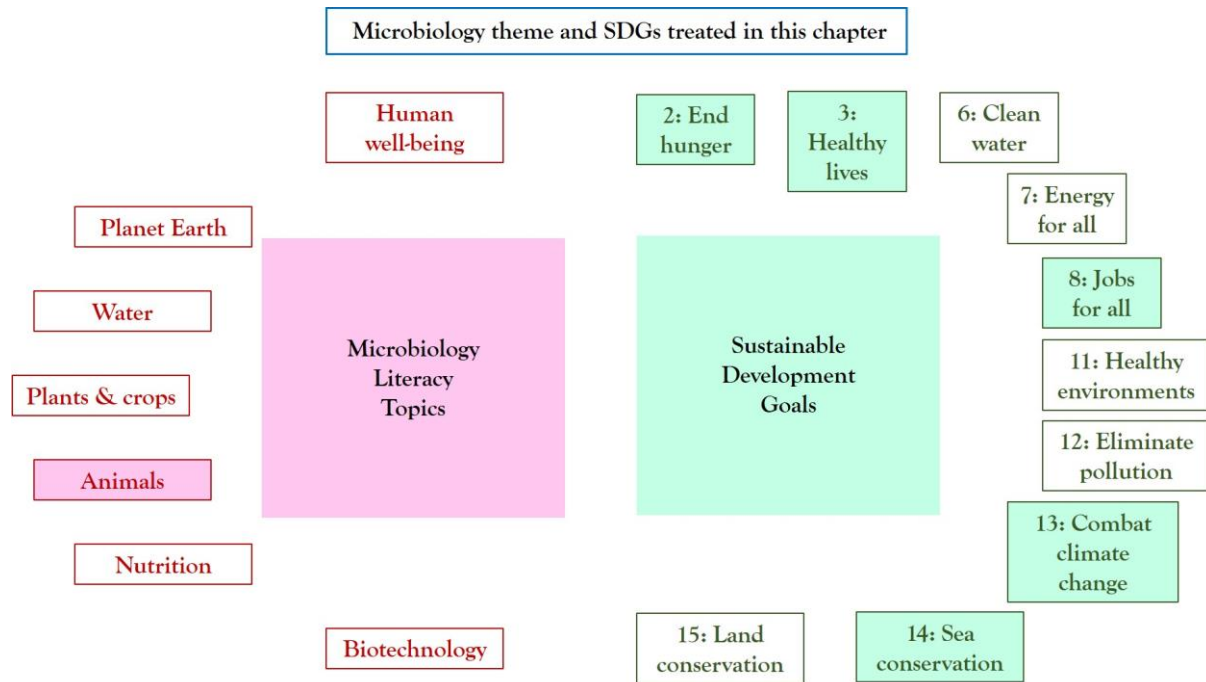 Microbiology theme and SDGs treated in this chapter
Human
well-being
Planet Earth
Water
Plants & crops
Animals
Nutrition
Biotechnology
Microbiology
Literacy
Topics
2: End
hunger
3:
Healthy
lives
6: Clean
water
7: Energy
for all
8: Jobs
for all
11: Healthy
environments
12: Eliminate
pollution
13: Combat
climate
change
14: Sea
conservation
15: Land
conservation
Sustainable
Development
Goals